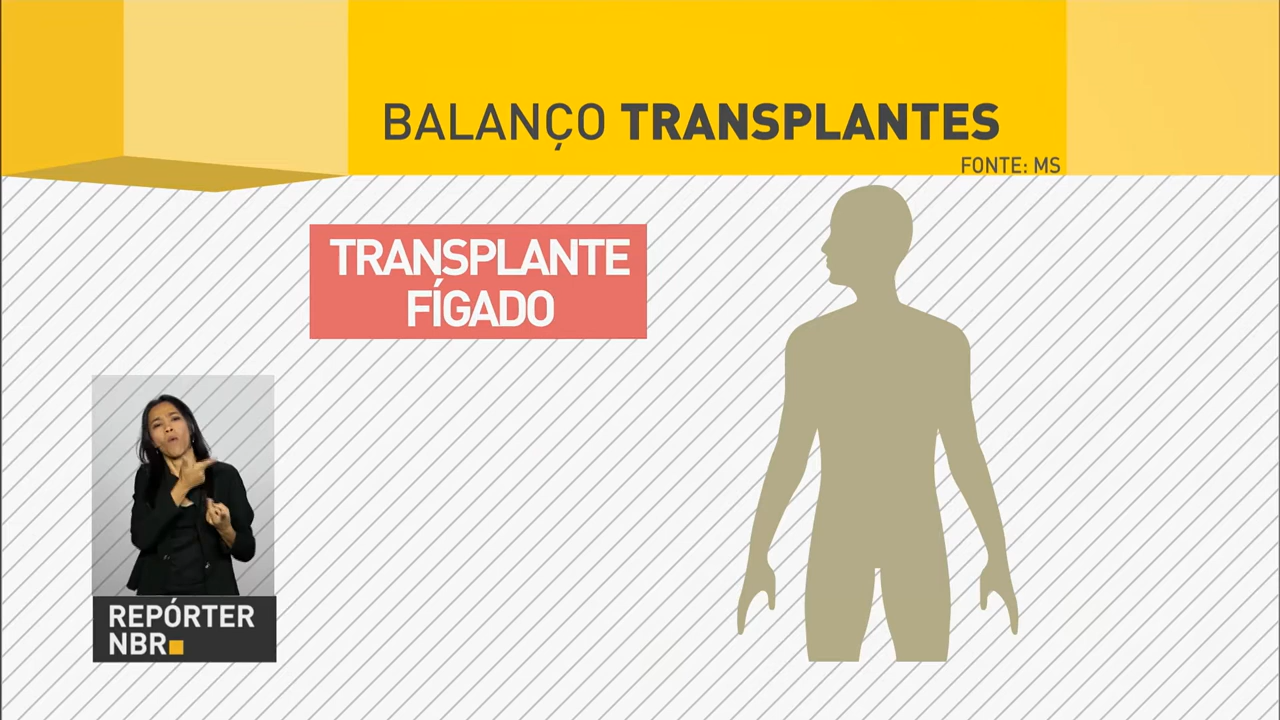 BALANÇO TRANSPLANTES
FONTE: MS
TRANSPLANTE
FÍGADO
REPÓRTER
NBR